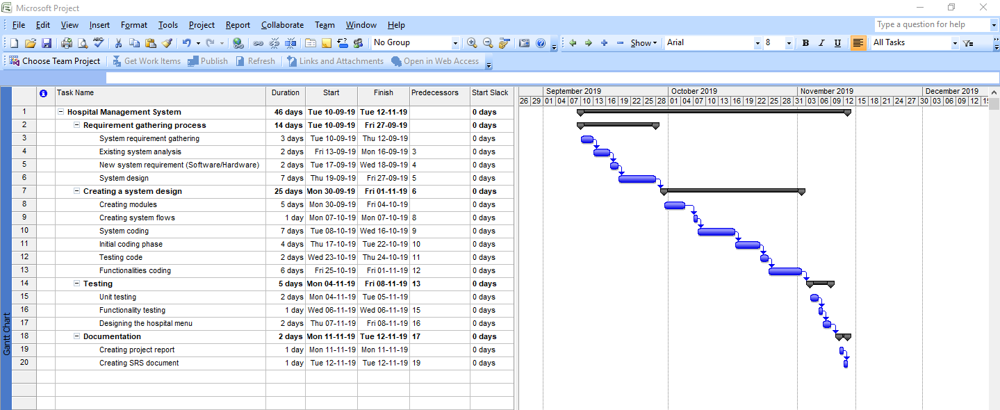 Microsoft Project
File Edit View Insert Format Tools Project Report Collaborate Team Window Help Type a question for help
No Group Show Arial 8 B I U All Tasks
Choose Team Project Get Work Items Publish Refresh Links and Attachments Open in Web Access
Task Name Duration Start Finish Predecessors Start Slack September 2019 October 2019 November 2019 December 2019
26 29 01 04 07 10 13 16 19 22 25 28 01 04 07 10 13 16 19 22 25 28 31 03 06 09 12 15 18 21 24 27 30 03 06 09 12 15
1 Hospital Management System 46 days Tue 10-09-19 Tue 12-11-19 0 days
2 Requirement gathering process 14 days Tue 10-09-19 Fri 27-09-19 0 days
3 System requirement gathering 3 days Tue 10-09-19 Thu 12-09-19 0 days
4 Existing system analysis 2 days Fri 13-09-19 Mon 16-09-19 3 0 days
5 New system requirement (Software/Hardware) 2 days Tue 17-09-19 Wed 18-09-19 4 0 days
6 System design 7 days Thu 19-09-19 Fri 27-09-19 5 0 days
7 Creating a system design 25 days Mon 30-09-19 Fri 01-11-19 6 0 days
8 Creating modules 5 days Mon 30-09-19 Fri 04-10-19 0 days
9 Creating system flows 1 day Mon 07-10-19 Mon 07-10-19 8 0 days
10 System coding 7 days Tue 08-10-19 Wed 16-10-19 9 0 days
11 Initial coding phase 4 days Thu 17-10-19 Tue 22-10-19 10 0 days
12 Testing code 2 days Wed 23-10-19 Thu 24-10-19 11 0 days
13 Functionalities coding 6 days Fri 25-10-19 Fri 01-11-19 12 0 days
14 Testing 5 days Mon 04-11-19 Fri 08-11-19 13 0 days
15 Unit testing 2 days Mon 04-11-19 Tue 05-11-19 0 days
16 Functionality testing 1 day Wed 06-11-19 Wed 06-11-19 15 0 days
17 Designing the hospital menu 2 days Thu 07-11-19 Fri 08-11-19 16 0 days
18 Documentation 2 days Mon 11-11-19 Tue 12-11-19 17 0 days
19 Creating project report 1 day Mon 11-11-19 Mon 11-11-19 0 days
20 Creating SRS document 1 day Tue 12-11-19 Tue 12-11-19 19 0 days
Gantt Chart